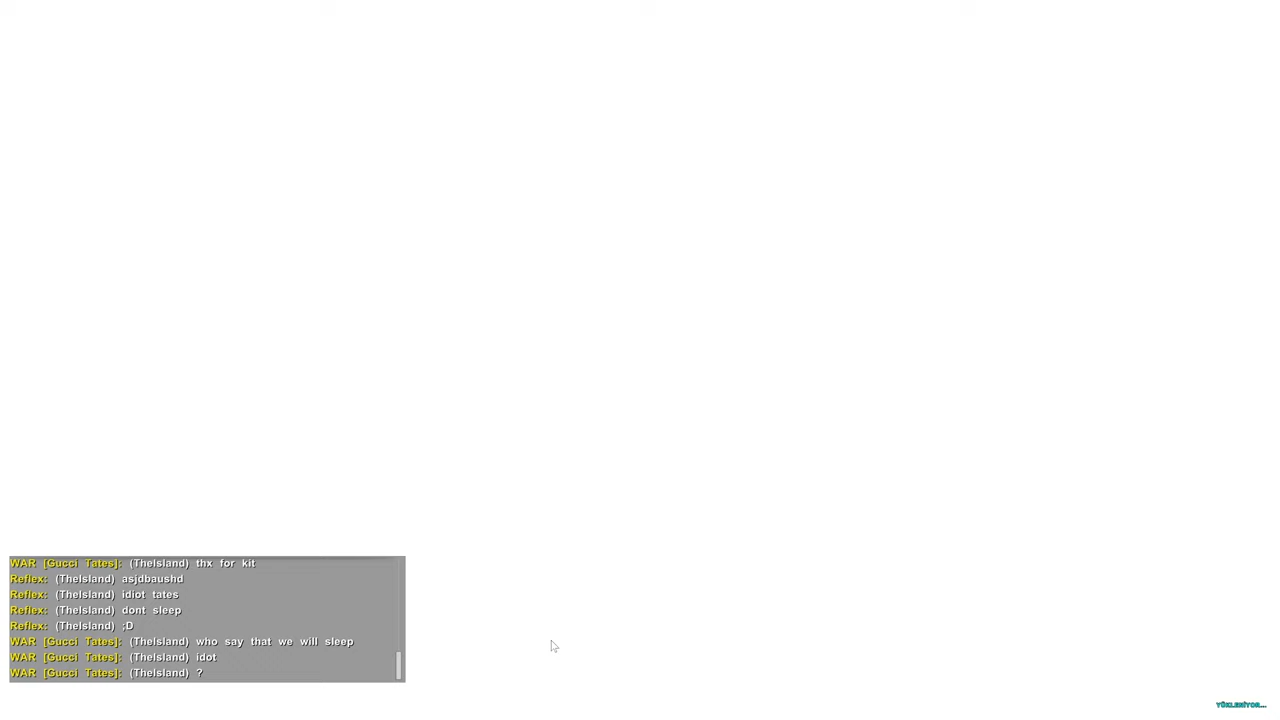 WAR [Gucci Tates]: (TheIsland) thx for kit
Reflex: (TheIsland) asjdbaushd
Reflex: (TheIsland) idiot tates
Reflex: (TheIsland) dont sleep
Reflex: (TheIsland) ;D
WAR [Gucci Tates]: (TheIsland) who say that we will sleep
WAR [Gucci Tates]: (TheIsland) idot
WAR [Gucci Tates]: (TheIsland) ?
YÜKLENİYOR...